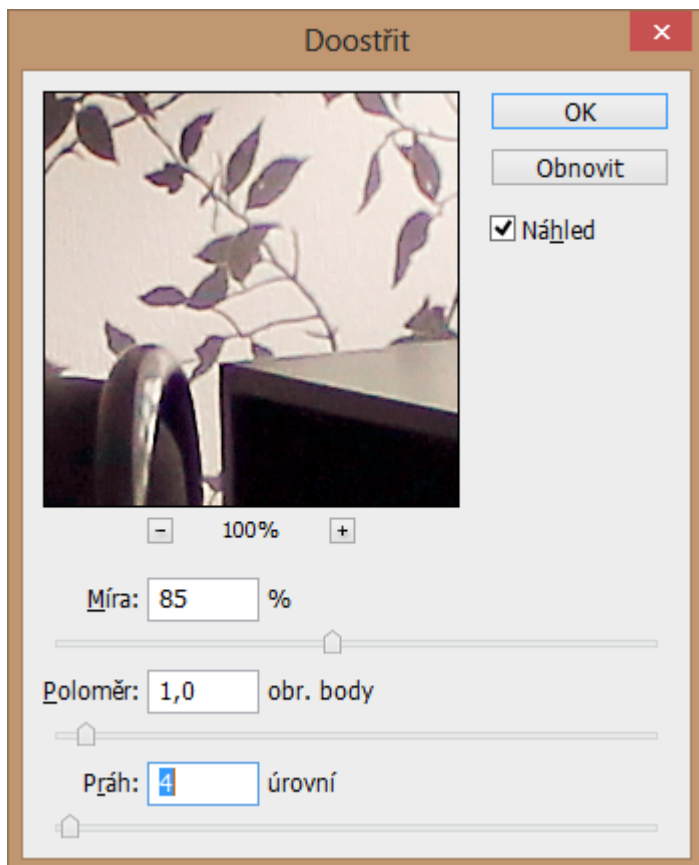 Doostřit
OK
Obnovit
Náhled
100%
Míra: 85 %
Poloměr: 1,0 obr. body
Práh: 4 úrovní